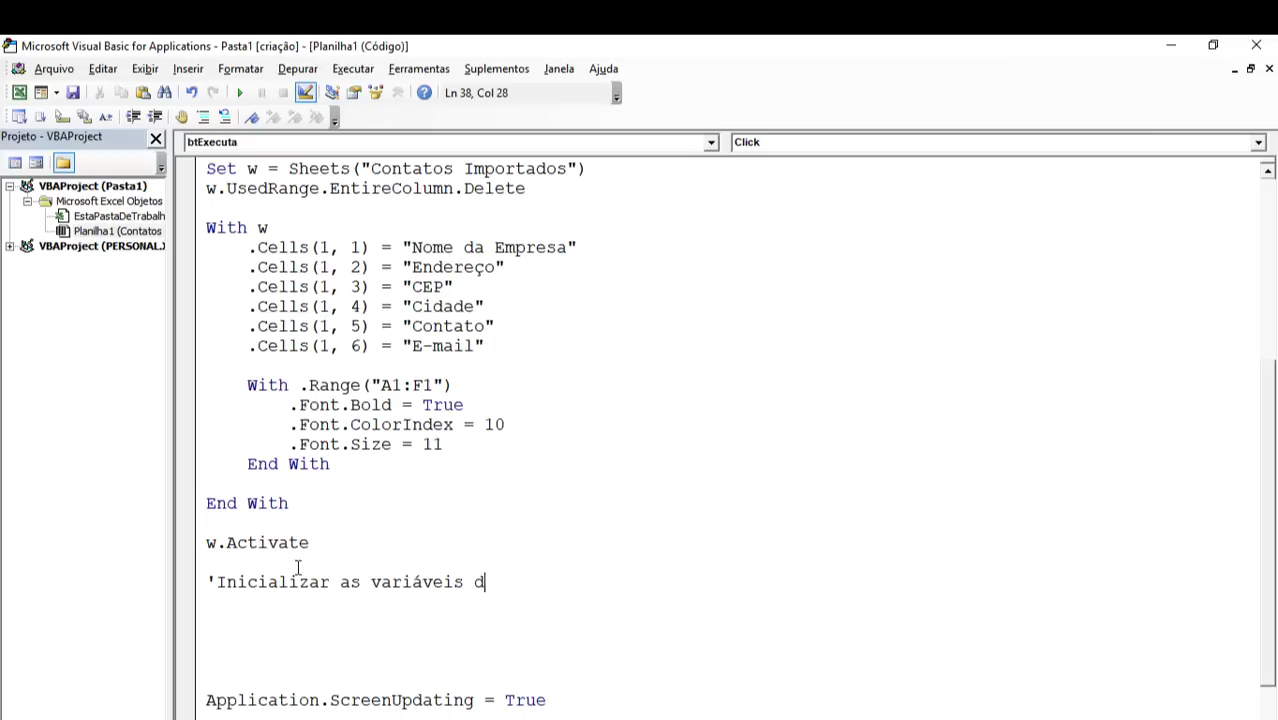 Microsoft Visual Basic for Applications - Pasta1 [criação] - [Planilha1 (Código)]
Arquivo Editar Exibir Inserir Formatar Depurar Executar Ferramentas Suplementos Janela Ajuda
Ln 38, Col 28
Projeto - VBAProject
btExecuta
Click
VBAProject (Pasta1)
Microsoft Excel Objetos
EstaPastaDeTrabalh
Planilha1 (Contatos
VBAProject (PERSONAL.
Set w = Sheets("Contatos Importados")
w.UsedRange.EntireColumn.Delete
With w
.Cells(1, 1) = "Nome da Empresa"
.Cells(1, 2) = "Endereço"
.Cells(1, 3) = "CEP"
.Cells(1, 4) = "Cidade"
.Cells(1, 5) = "Contato"
.Cells(1, 6) = "E-mail"
With .Range("A1:F1")
.Font.Bold = True
.Font.ColorIndex = 10
.Font.Size = 11
End With
End With
w.Activate
'Inicializar as variáveis d
Application.ScreenUpdating = True